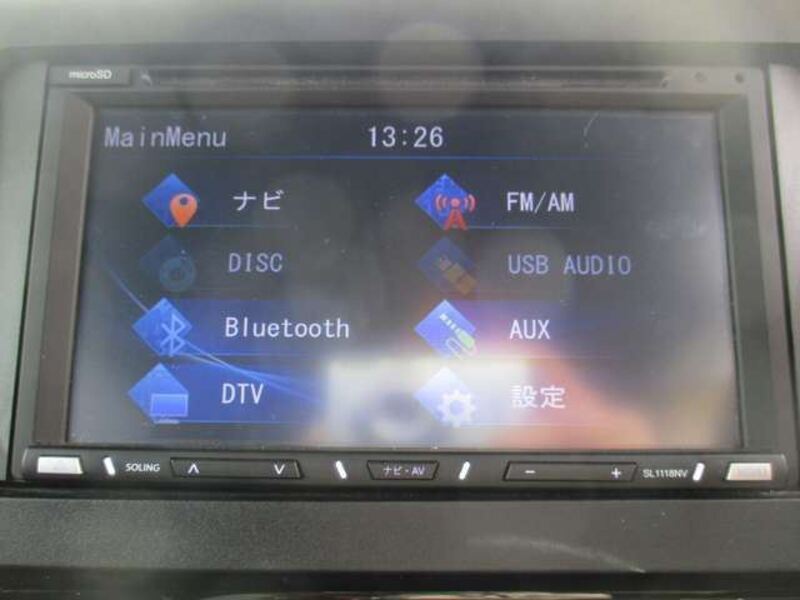 microSD
MainMenu 13:26
ナビ FM/AM
DISC USB AUDIO
Bluetooth AUX
DTV 設定
SOLING ∧ ∨ ナビ・AV − + SL1118NV